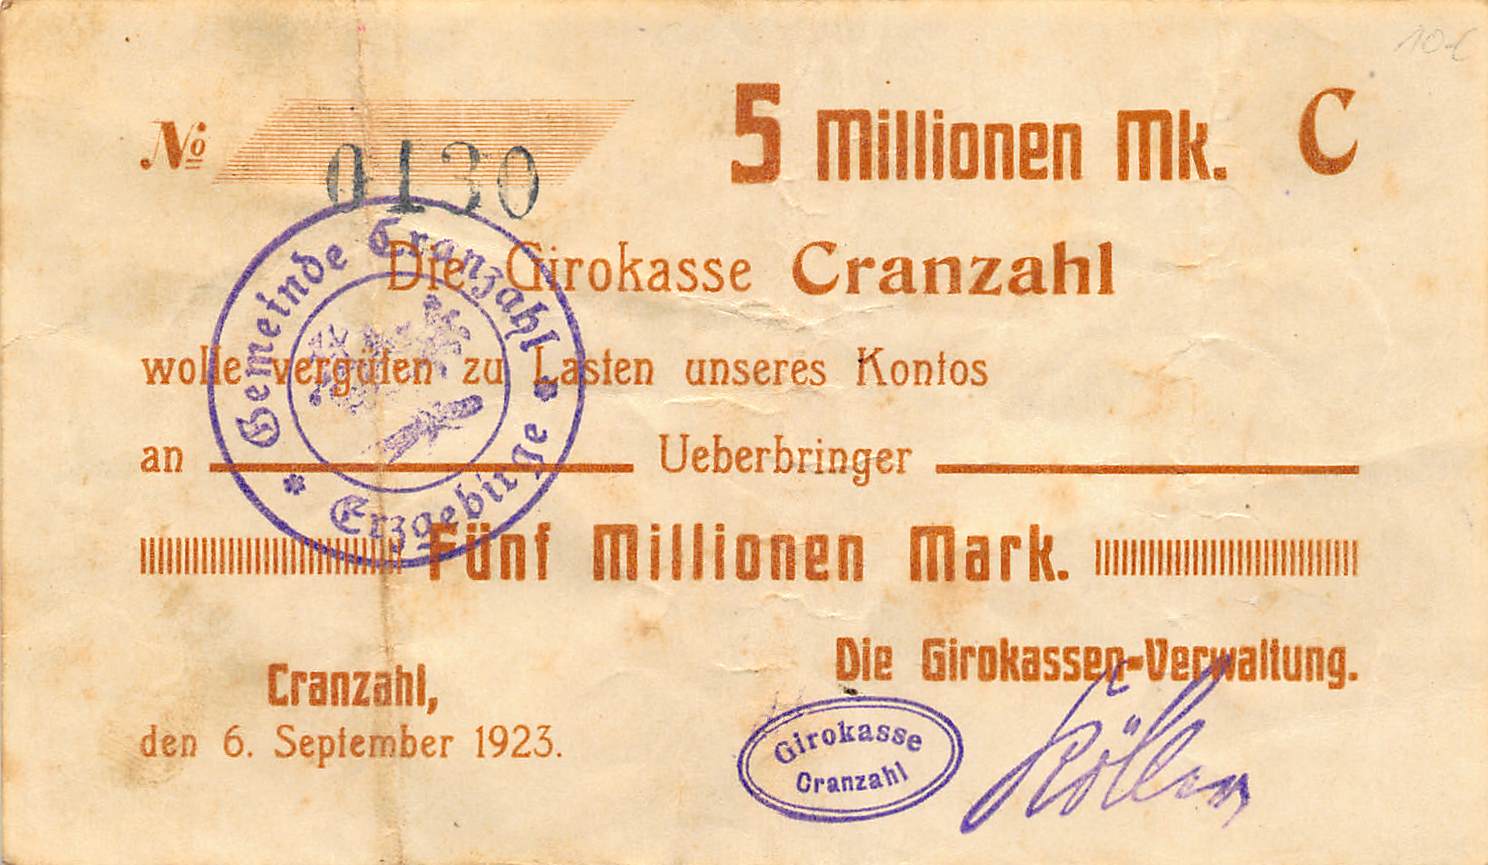 No 0130 5 Millionen Mk. C
Die Girokasse Cranzahl
wolle vergüten zu Lasten unseres Kontos
an Ueberbringer
Fünf Millionen Mark.
Die Girokassen-Verwaltung.
Cranzahl,
den 6. September 1923.
Gemeinde Cranzahl
* Erzgebirge *
Girokasse
Cranzahl